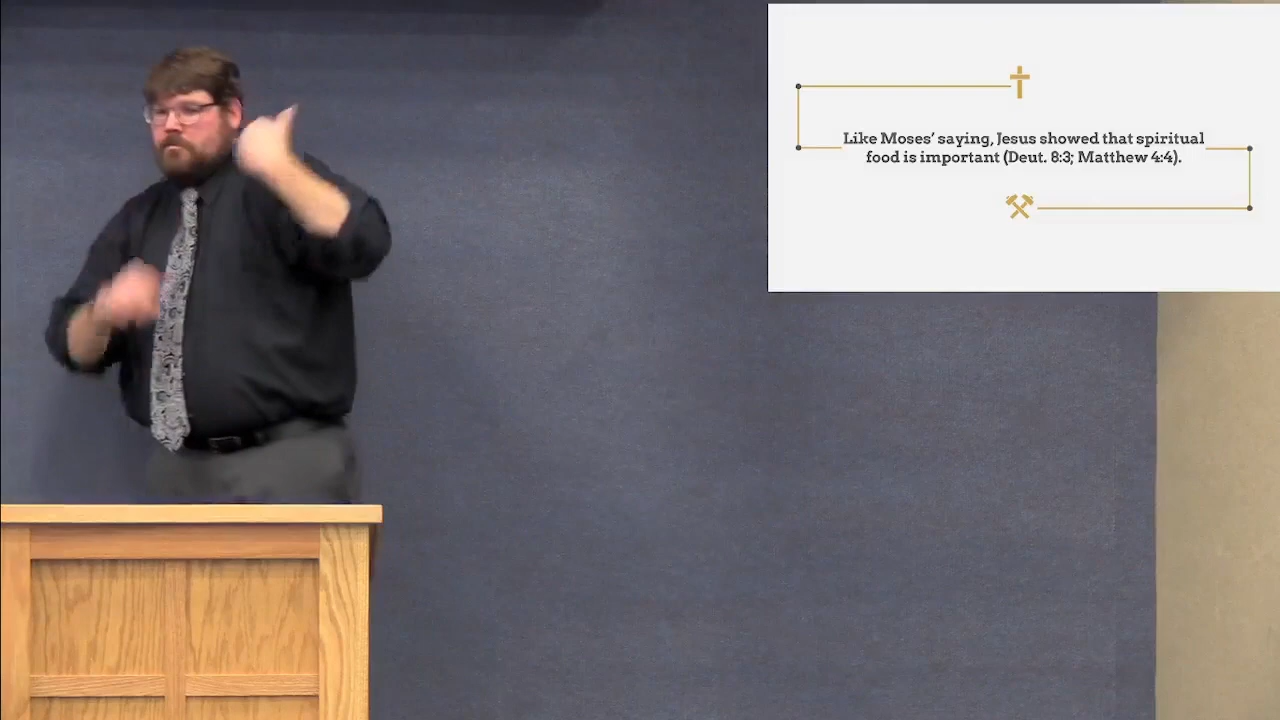 Like Moses’ saying, Jesus showed that spiritual
food is important (Deut. 8:3; Matthew 4:4).